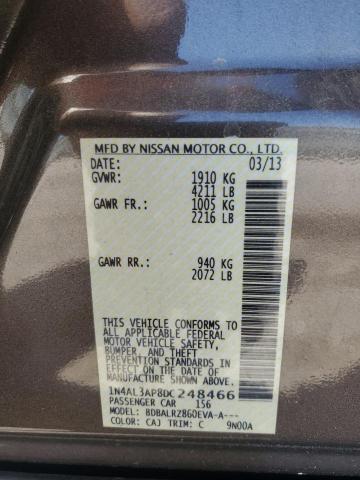 MFD BY NISSAN MOTOR CO., LTD.
DATE: 03/13
GVWR: 1910 KG
4211 LB
GAWR FR.: 1005 KG
2216 LB
GAWR RR.: 940 KG
2072 LB
THIS VEHICLE CONFORMS TO
ALL APPLICABLE FEDERAL
MOTOR VEHICLE SAFETY,
BUMPER, AND THEFT
PREVENTION STANDARDS IN
EFFECT ON THE DATE OF
MANUFACTURE SHOWN ABOVE.
1N4AL3AP8DC248466
PASSENGER CAR 156
MODEL: BDBALRZ860EVA-A---
COLOR: CAJ TRIM: C 9N00A